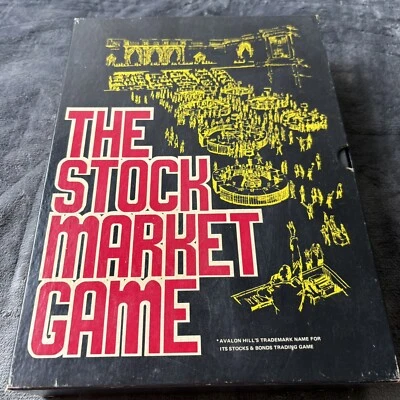 THE
STOCK
MARKET
GAME
*AVALON HILL'S TRADEMARK NAME FOR
ITS STOCKS & BONDS TRADING GAME